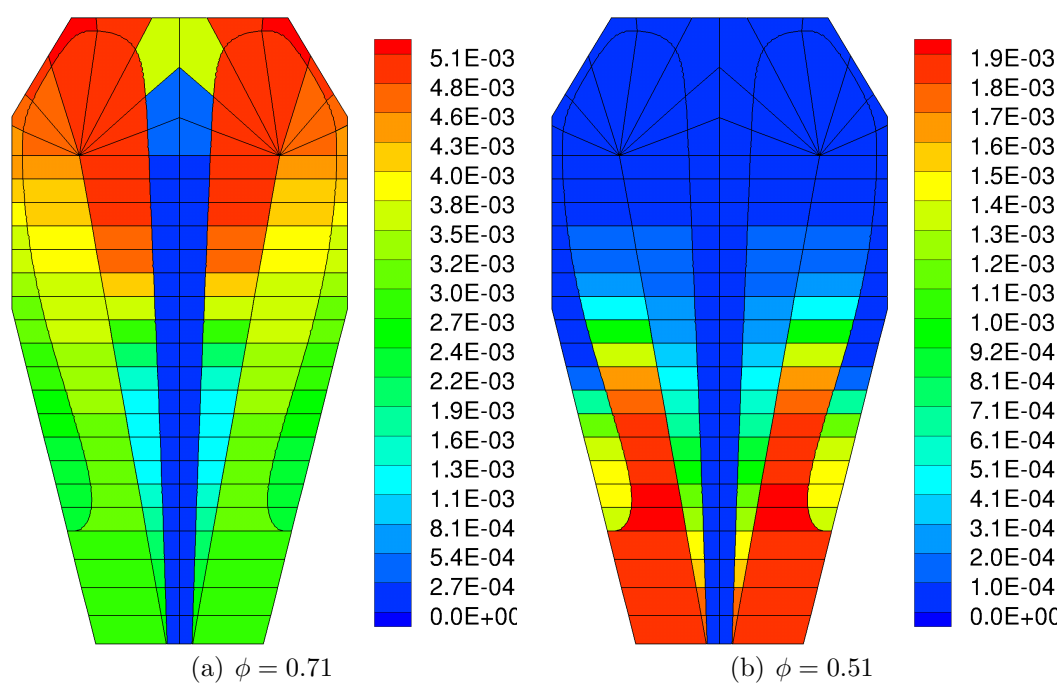 5.1E-03
4.8E-03
4.6E-03
4.3E-03
4.0E-03
3.8E-03
3.5E-03
3.2E-03
3.0E-03
2.7E-03
2.4E-03
2.2E-03
1.9E-03
1.6E-03
1.3E-03
1.1E-03
8.1E-04
5.4E-04
2.7E-04
0.0E+00
(a) ϕ = 0.71
1.9E-03
1.8E-03
1.7E-03
1.6E-03
1.5E-03
1.4E-03
1.3E-03
1.2E-03
1.1E-03
1.0E-03
9.2E-04
8.1E-04
7.1E-04
6.1E-04
5.1E-04
4.1E-04
3.1E-04
2.0E-04
1.0E-04
0.0E+00
(b) ϕ = 0.51